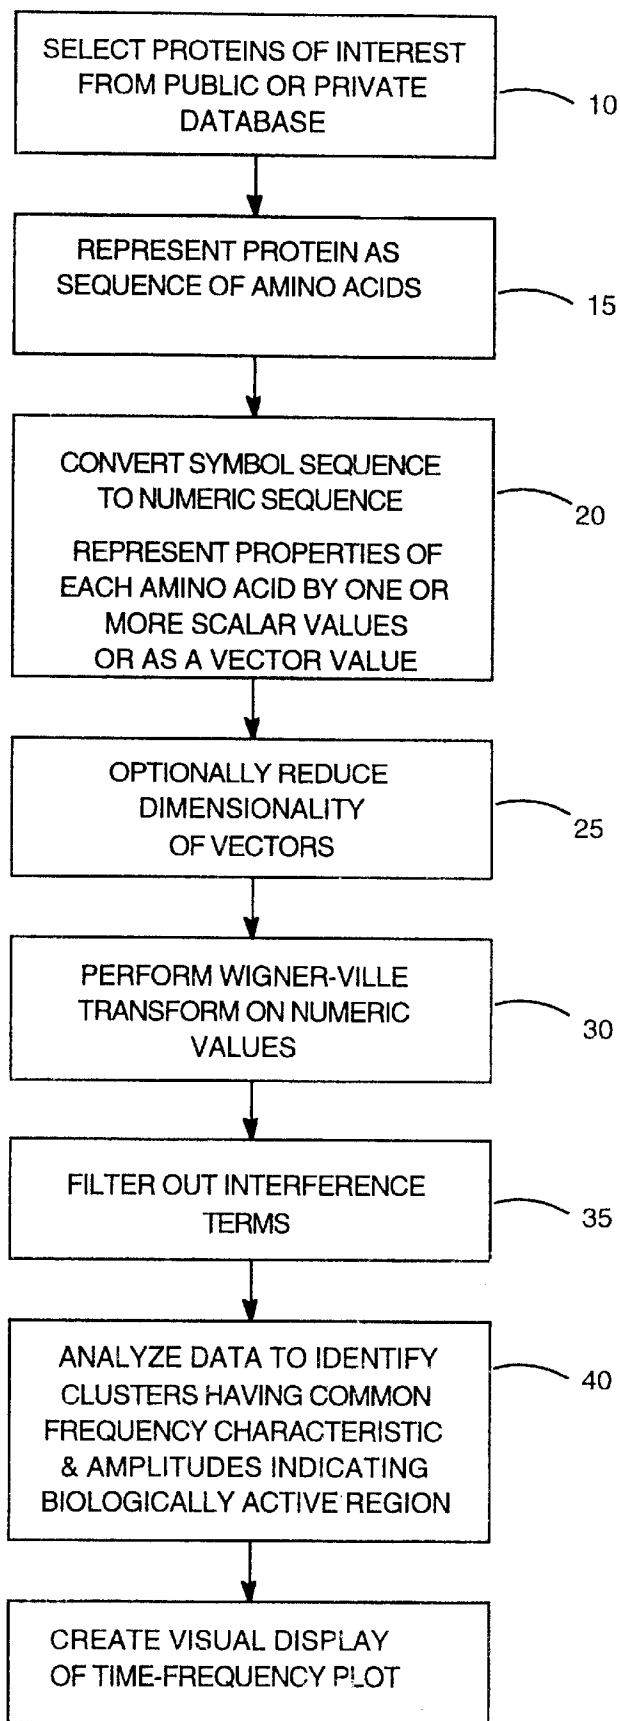 SELECT PROTEINS OF INTEREST
FROM PUBLIC OR PRIVATE
DATABASE
10
REPRESENT PROTEIN AS
SEQUENCE OF AMINO ACIDS
15
CONVERT SYMBOL SEQUENCE
TO NUMERIC SEQUENCE
20
REPRESENT PROPERTIES OF
EACH AMINO ACID BY ONE OR
MORE SCALAR VALUES
OR AS A VECTOR VALUE
OPTIONALLY REDUCE
DIMENSIONALITY
OF VECTORS
25
PERFORM WIGNER-VILLE
TRANSFORM ON NUMERIC
VALUES
30
FILTER OUT INTERFERENCE
TERMS
35
ANALYZE DATA TO IDENTIFY
CLUSTERS HAVING COMMON
FREQUENCY CHARACTERISTIC
& AMPLITUDES INDICATING
BIOLOGICALLY ACTIVE REGION
40
CREATE VISUAL DISPLAY
OF TIME-FREQUENCY PLOT